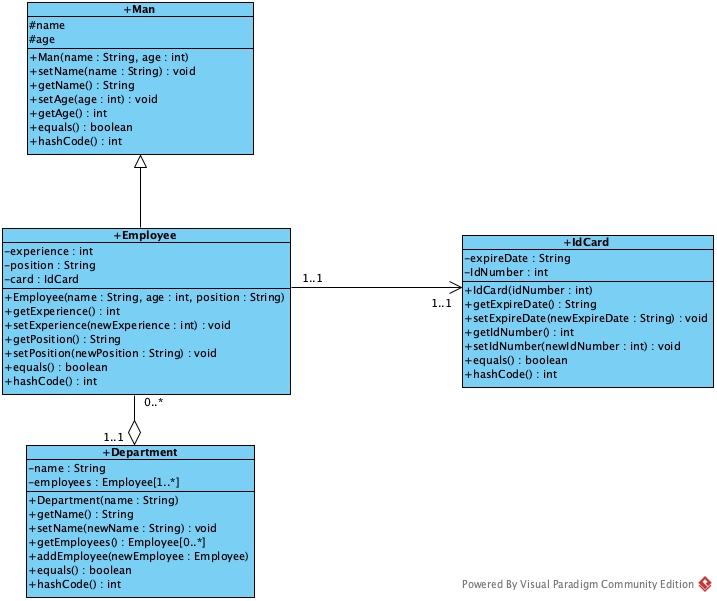 +Man
#name
#age
+Man(name : String, age : int)
+setName(name : String) : void
+getName() : String
+setAge(age : int) : void
+getAge() : int
+equals() : boolean
+hashCode() : int
+Employee
-experience : int
-position : String
-card : IdCard
+Employee(name : String, age : int, position : String)
+getExperience() : int
+setExperience(newExperience : int) : void
+getPosition() : String
+setPosition(newPosition : String) : void
+equals() : boolean
+hashCode() : int
1..1
1..1
+IdCard
-expireDate : String
-IdNumber : int
+IdCard(idNumber : int)
+getExpireDate() : String
+setExpireDate(newExpireDate : String) : void
+getIdNumber() : int
+setIdNumber(newIdNumber : int) : void
+equals() : boolean
+hashCode() : int
0..*
1..1
+Department
-name : String
-employees : Employee[1..*]
+Department(name : String)
+getName() : String
+setName(newName : String) : void
+getEmployees() : Employee[0..*]
+addEmployee(newEmployee : Employee)
+equals() : boolean
+hashCode() : int
Powered By Visual Paradigm Community Edition